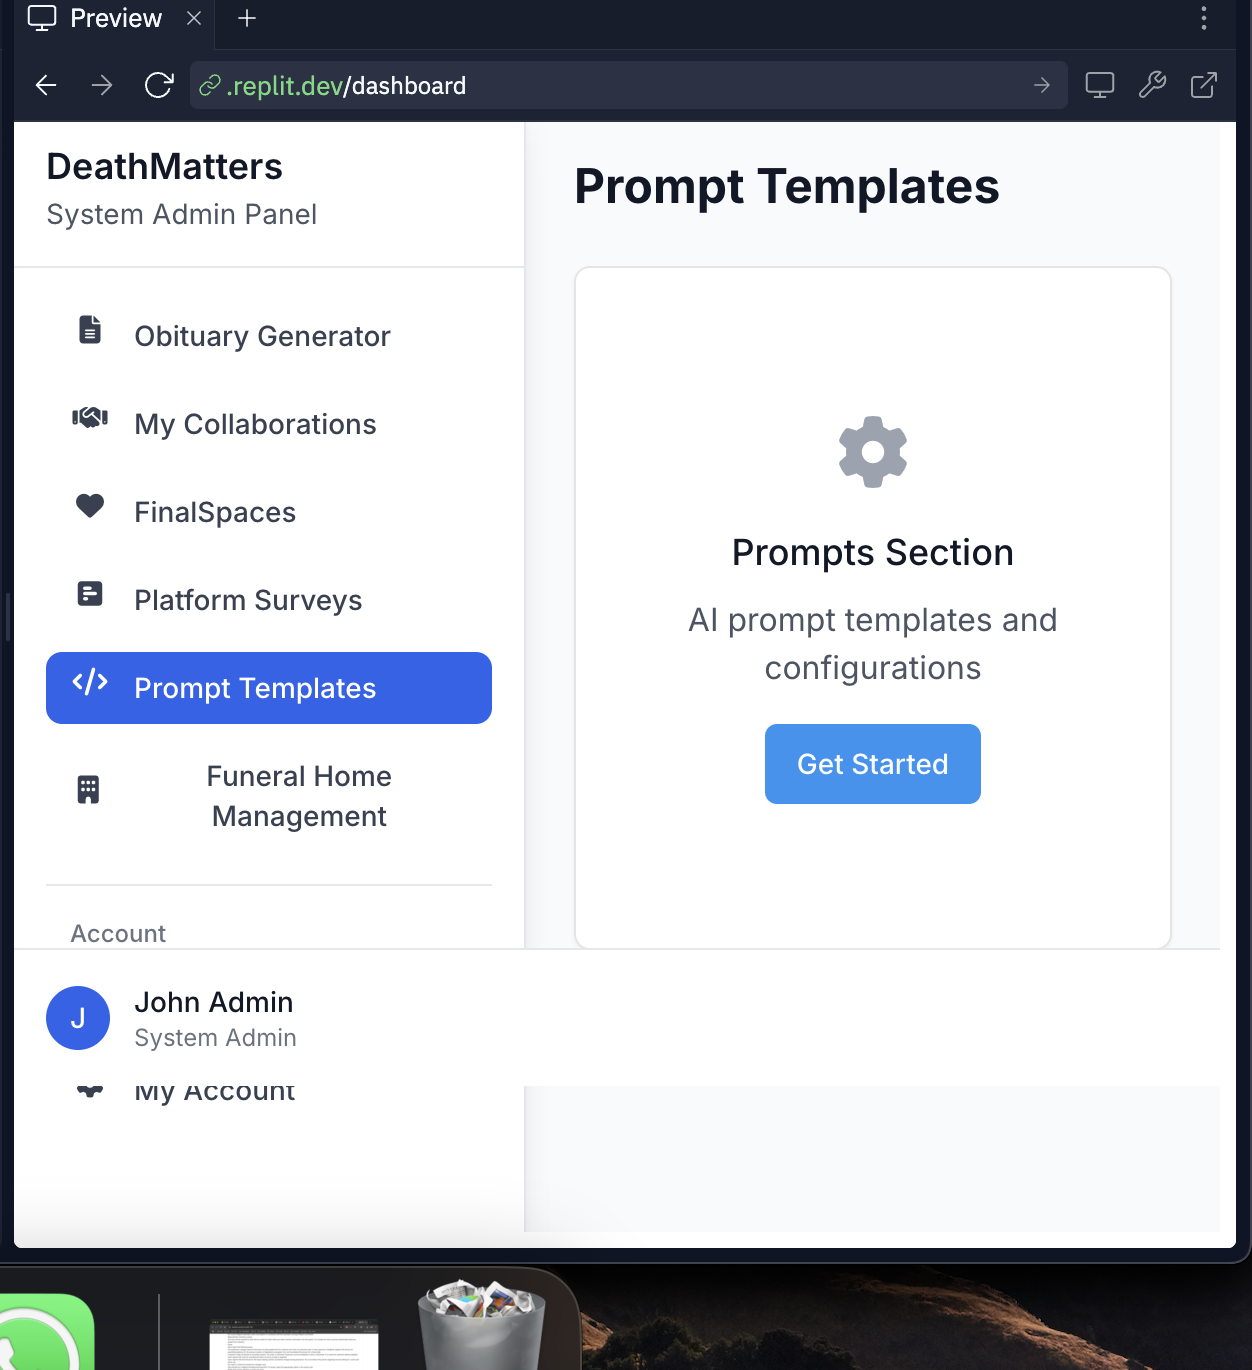 Preview
.replit.dev/dashboard
DeathMatters
System Admin Panel
Obituary Generator
My Collaborations
FinalSpaces
Platform Surveys
Prompt Templates
Funeral Home
Management
Account
J
John Admin
System Admin
My Account
Prompt Templates
Prompts Section
AI prompt templates and
configurations
Get Started